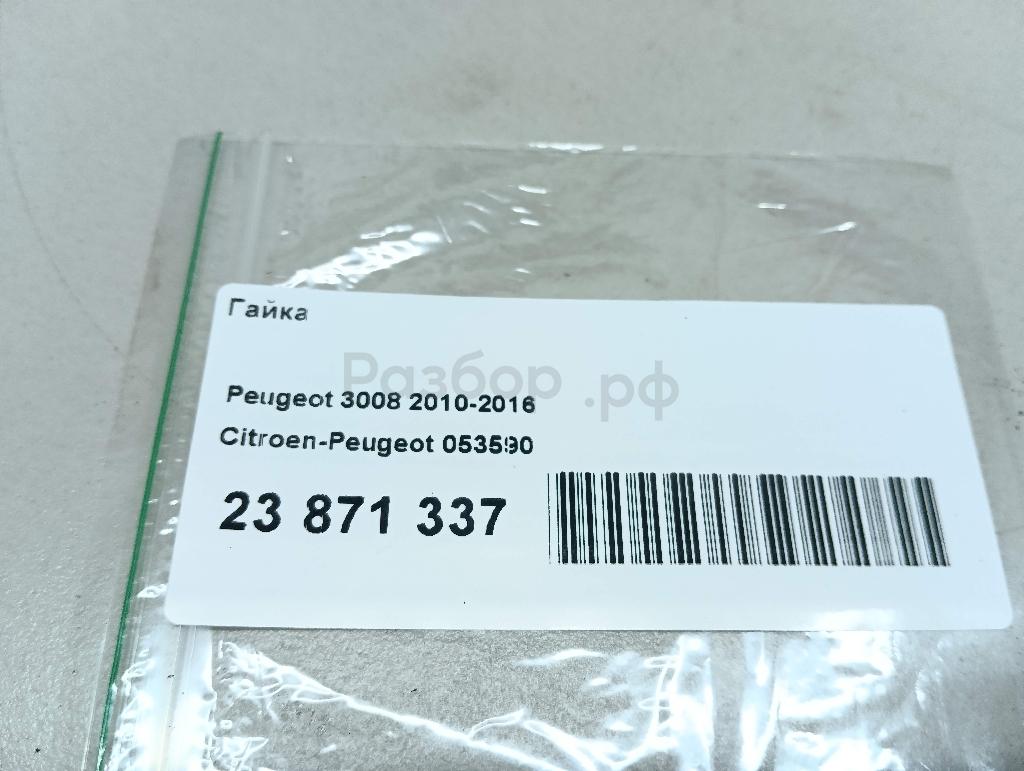 Гайка
Разбор.рф
Peugeot 3008 2010-2016
Citroen-Peugeot 053590
23 871 337